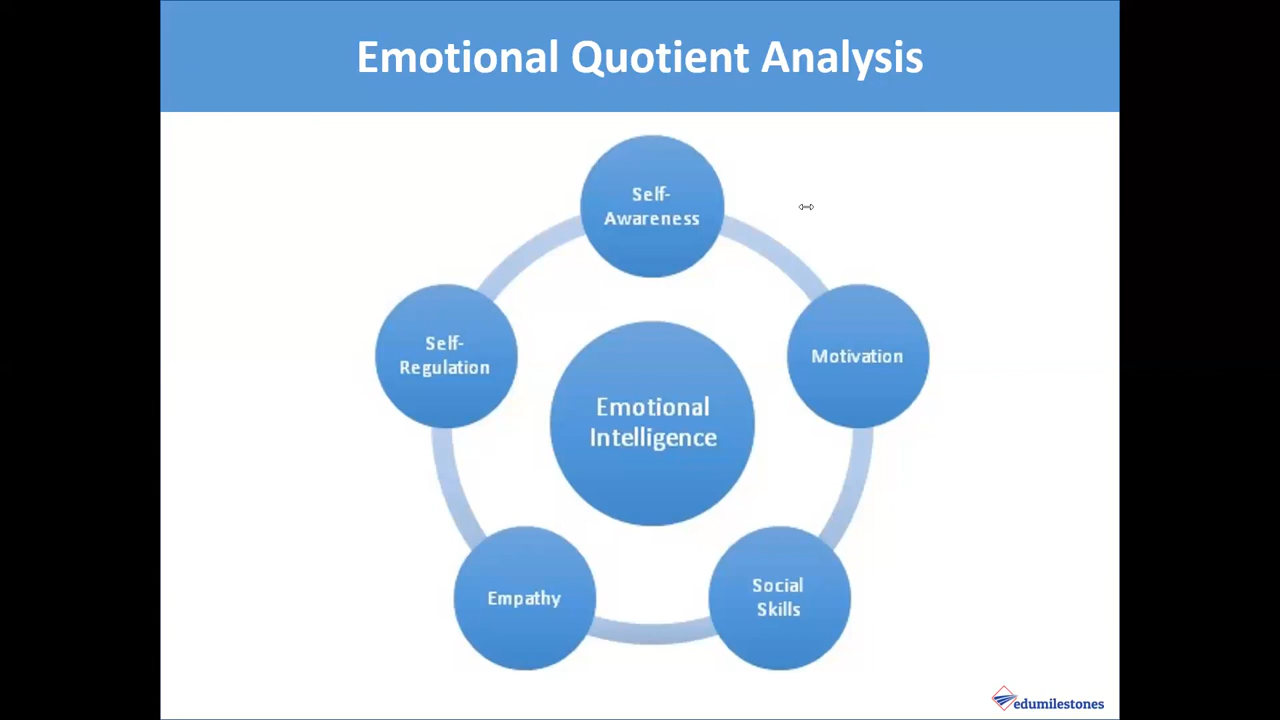 Emotional Quotient Analysis
Self-
Awareness
Self-
Regulation
Motivation
Emotional
Intelligence
Empathy
Social
Skills
edumilestones